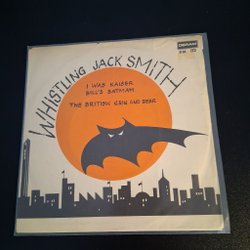 DERAM
WHISTLING JACK SMITH
I WAS KAISER
BILL'S BATMAN
THE BRITISH GRIN AND BEAR